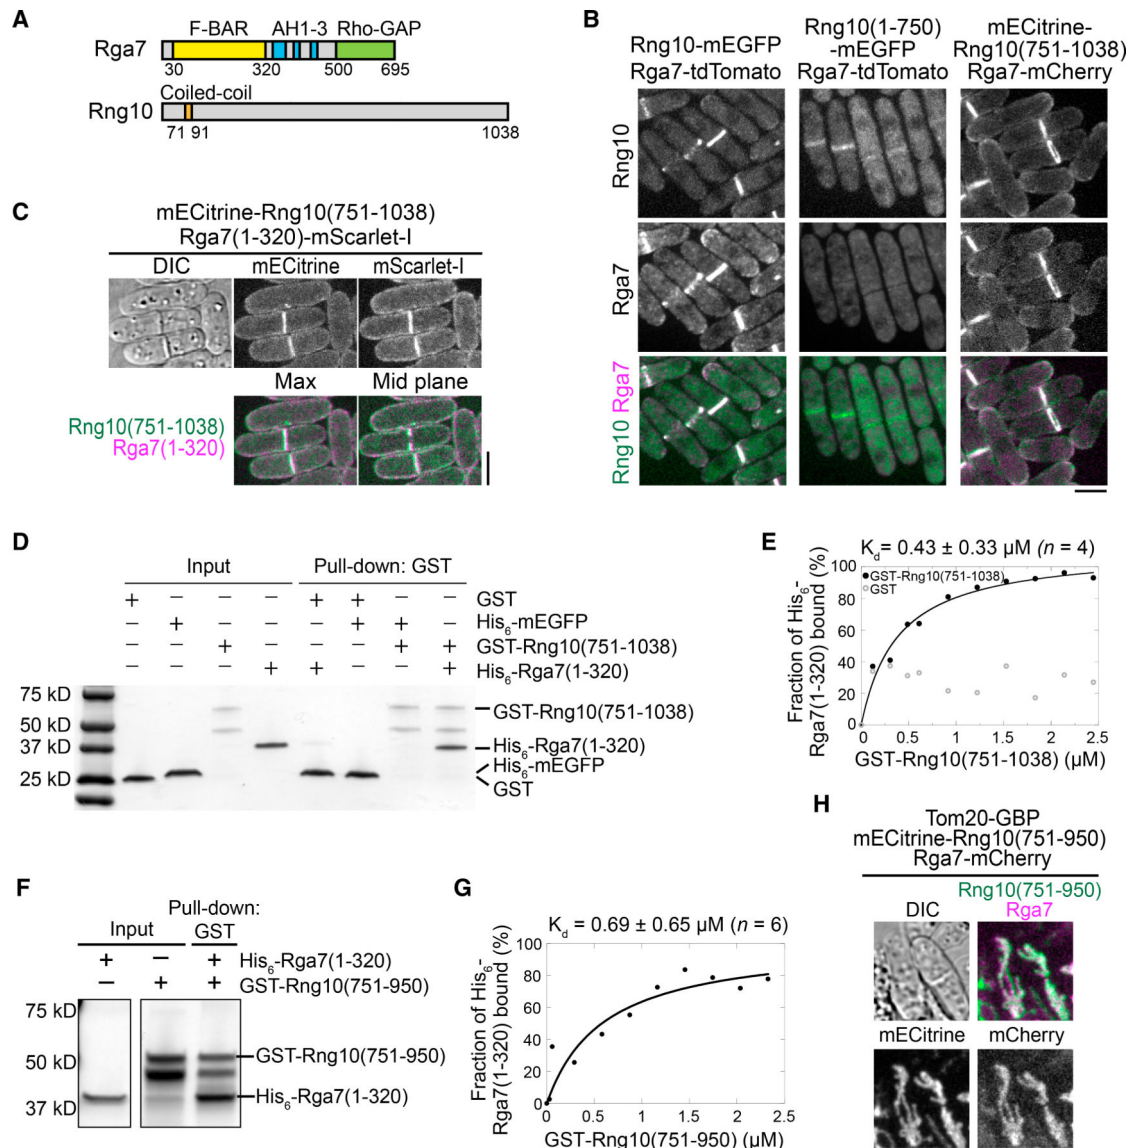 A
F-BAR AH1-3 Rho-GAP
Rga7
30 320 500 695
Coiled-coil
Rng10
71 91 1038
B
Rng10-mEGFP
Rga7-tdTomato
Rng10(1-750)
-mEGFP
Rga7-tdTomato
mECitrine-
Rng10(751-1038)
Rga7-mCherry
Rng10
Rga7
Rng10 Rga7
C
mECitrine-Rng10(751-1038)
Rga7(1-320)-mScarlet-I
DIC mECitrine mScarlet-I
Max Mid plane
Rng10(751-1038)
Rga7(1-320)
D
Input Pull-down: GST
+ − − − + + − − GST
− + − − − + + − His6-mEGFP
− − + − − − + + GST-Rng10(751-1038)
− − − + + − − + His6-Rga7(1-320)
75 kD
50 kD
37 kD
25 kD
GST-Rng10(751-1038)
His6-Rga7(1-320)
His6-mEGFP
GST
E
Kd= 0.43 ± 0.33 µM (n = 4)
GST-Rng10(751-1038)
GST
Fraction of His6-
Rga7(1-320) bound (%)
100
80
60
40
20
0
0 0.5 1 1.5 2 2.5
GST-Rng10(751-1038) (µM)
F
Pull-down:
Input GST
+ − + His6-Rga7(1-320)
− + + GST-Rng10(751-950)
75 kD
50 kD
37 kD
GST-Rng10(751-950)
His6-Rga7(1-320)
G
Kd = 0.69 ± 0.65 µM (n = 6)
Fraction of His6-
Rga7(1-320) bound (%)
100
80
60
40
20
0
0 0.5 1 1.5 2 2.5
GST-Rng10(751-950) (µM)
H
Tom20-GBP
mECitrine-Rng10(751-950)
Rga7-mCherry
Rng10(751-950)
DIC Rga7
mECitrine mCherry